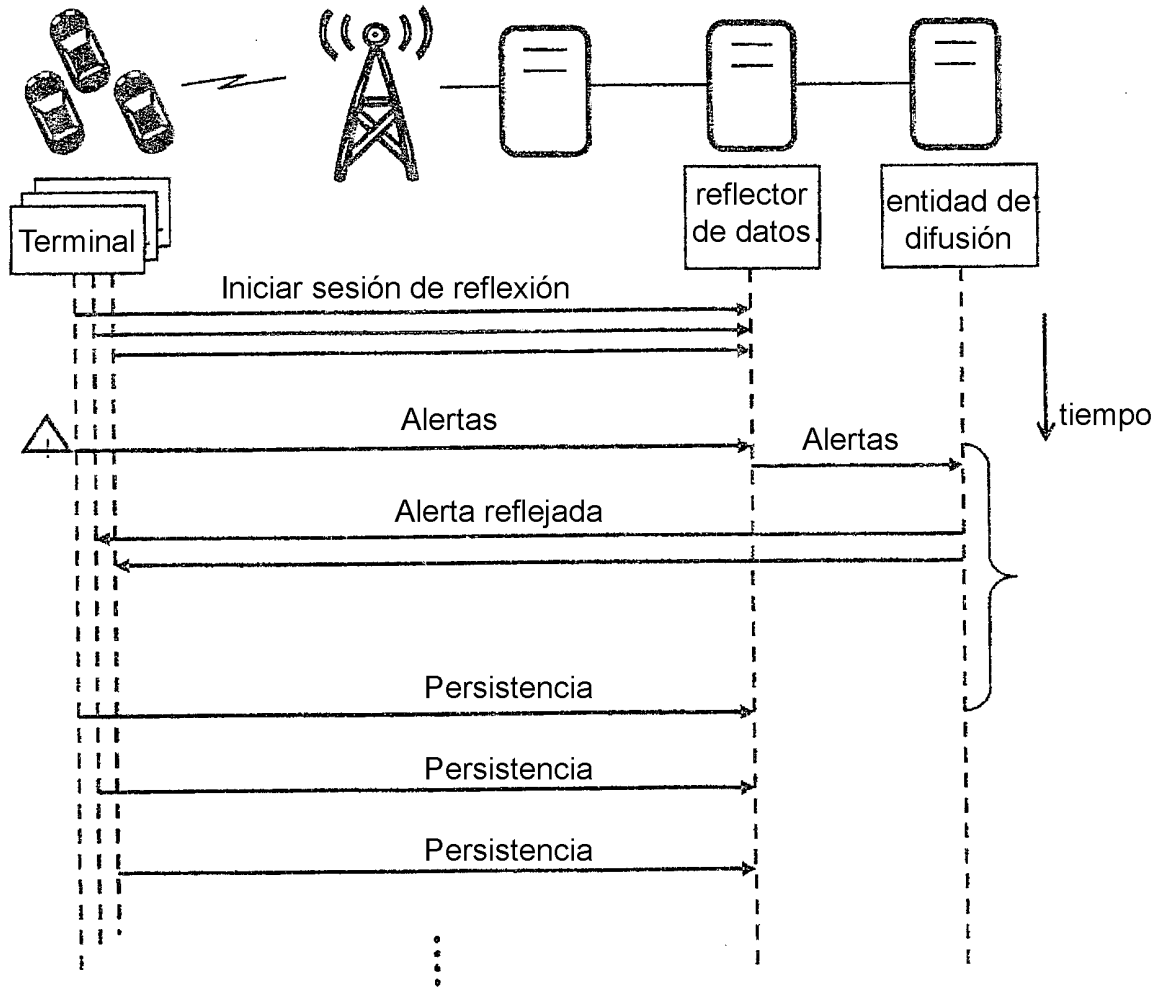 Terminal
reflector
de datos
entidad de
difusión
Iniciar sesión de reflexión
tiempo
Alertas
Alertas
Alerta reflejada
Persistencia
Persistencia
Persistencia